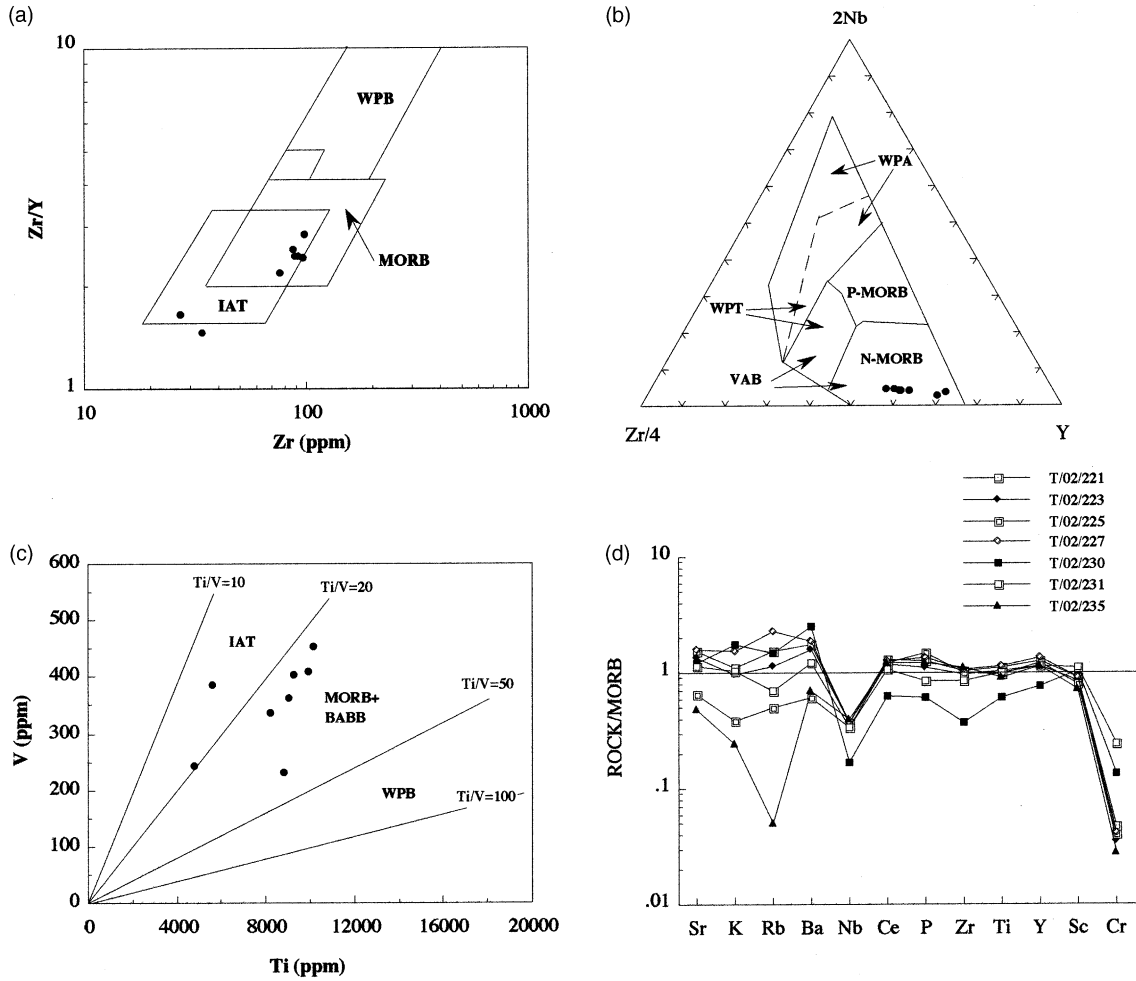 (a)
10
WPB
Zr/Y
MORB
IAT
1
10
100
1000
Zr (ppm)
(b)
2Nb
WPA
P-MORB
WPT
N-MORB
VAB
Zr/4
Y
(c)
600
500
400
300
200
100
0
V (ppm)
Ti/V=10
Ti/V=20
IAT
Ti/V=50
MORB+
BABB
WPB
Ti/V=100
0
4000
8000
12000
16000
20000
Ti (ppm)
T/02/221
T/02/223
T/02/225
T/02/227
T/02/230
T/02/231
T/02/235
(d)
10
1
.1
.01
ROCK/MORB
Sr K Rb Ba Nb Ce P Zr Ti Y Sc Cr